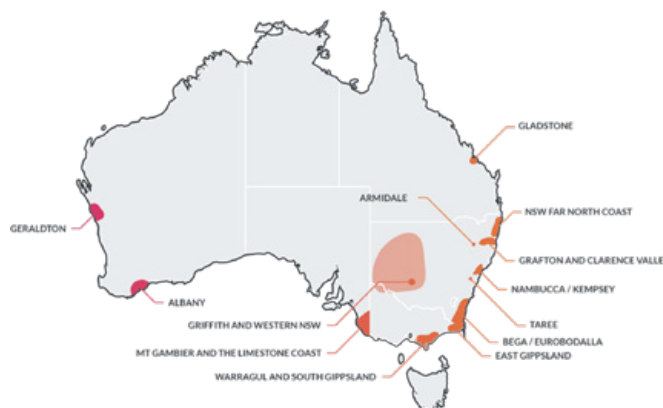 GLADSTONE
ARMIDALE
NSW FAR NORTH COAST
GERALDTON
GRAFTON AND CLARENCE VALLE
NAMBUCCA / KEMPSEY
ALBANY
GRIFFITH AND WESTERN NSW
TAREE
BEGA / EUROBODALLA
MT GAMBIER AND THE LIMESTONE COAST
EAST GIPPSLAND
WARRAGUL AND SOUTH GIPPSLAND